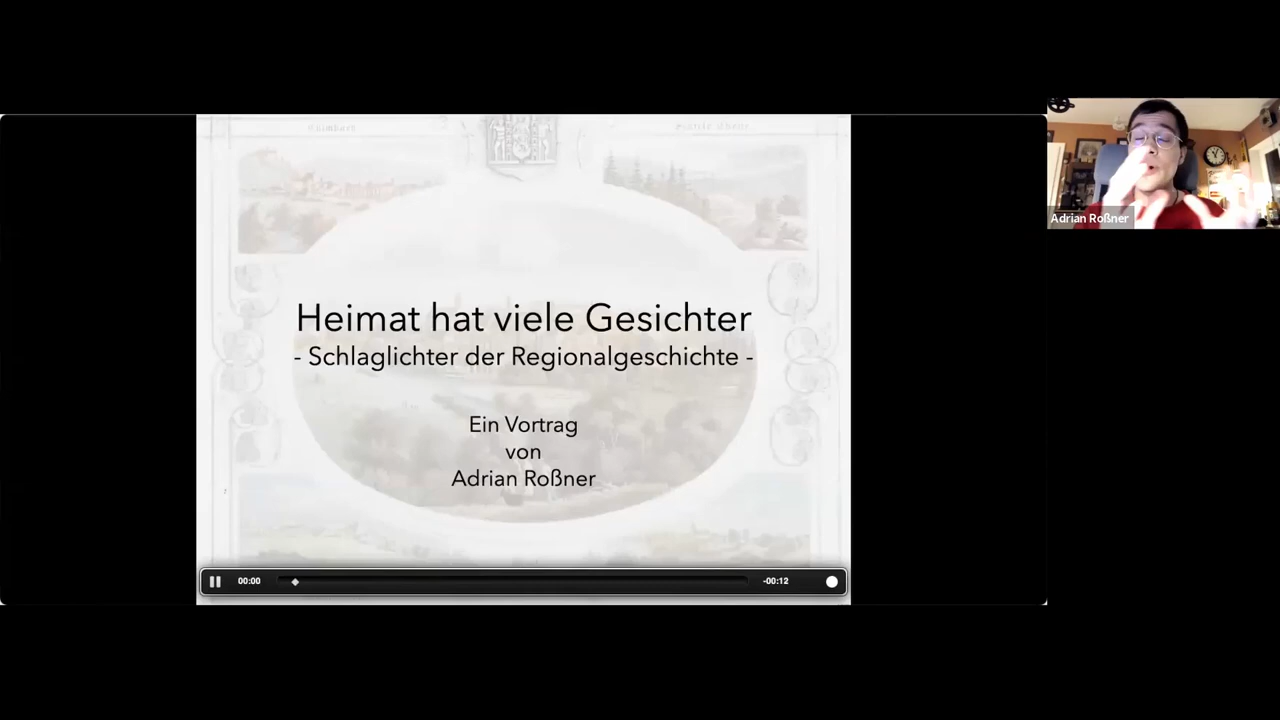 Heimat hat viele Gesichter
- Schlaglichter der Regionalgeschichte -
Ein Vortrag
von
Adrian Roßner
00:00
-00:12
Adrian Roßner